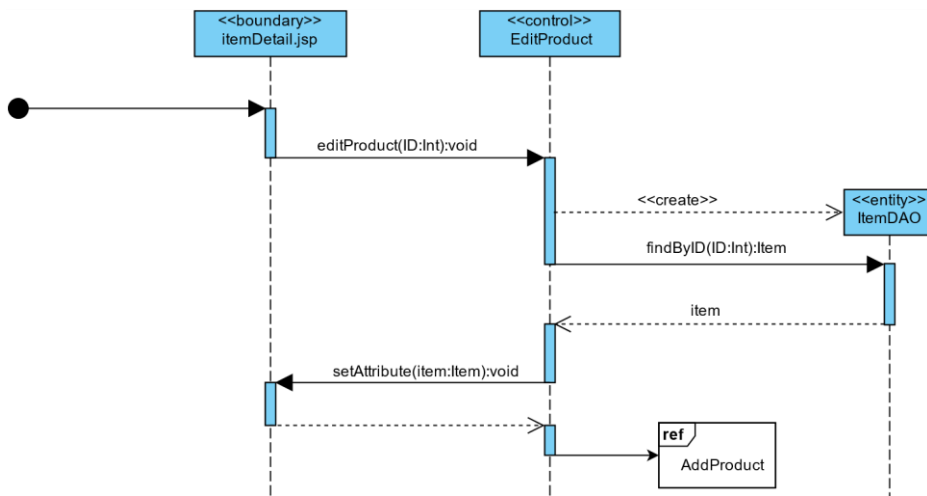 <<boundary>>
itemDetail.jsp
<<control>>
EditProduct
editProduct(ID:Int):void
<<create>>
<<entity>>
ItemDAO
findByID(ID:Int):Item
item
setAttribute(item:Item):void
ref
AddProduct